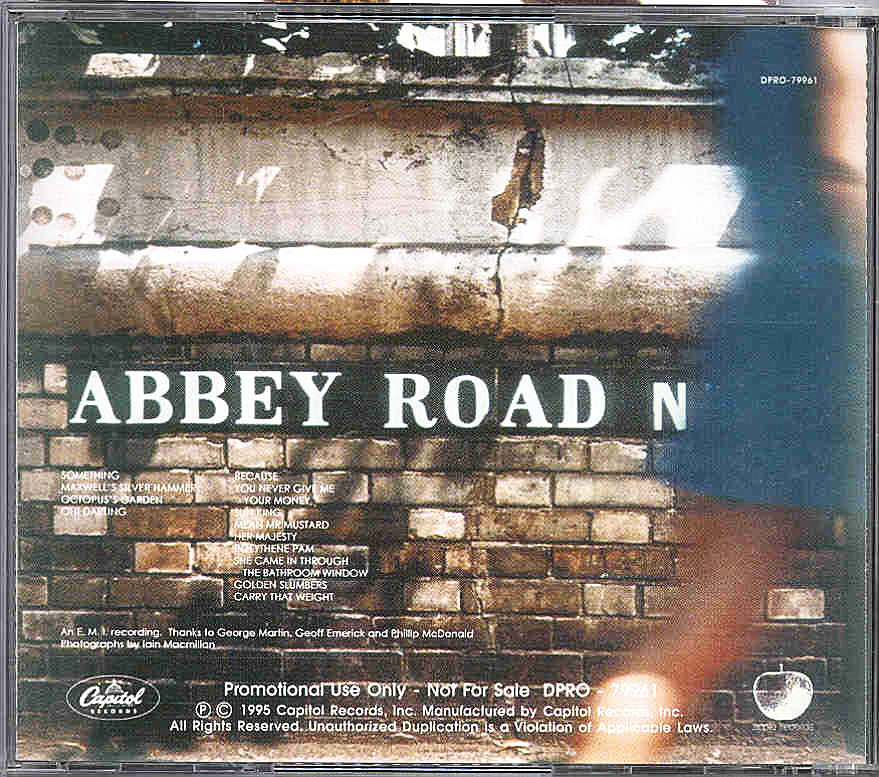 DPRO-79961
ABBEY ROAD N
SOMETHING
MAXWELL'S SILVER HAMMER
OCTOPUS'S GARDEN
OH! DARLING
BECAUSE
YOU NEVER GIVE ME
YOUR MONEY
SUN KING
MEAN MR MUSTARD
HER MAJESTY
POLYTHENE PAM
SHE CAME IN THROUGH
THE BATHROOM WINDOW
GOLDEN SLUMBERS
CARRY THAT WEIGHT
An E. M. I. recording. Thanks to George Martin, Geoff Emerick and Phillip McDonald
Photographs by Iain Macmillan
Capitol
RECORDS
Promotional Use Only - Not For Sale DPRO - 79961
Ⓟ © 1995 Capitol Records, Inc. Manufactured by Capitol Records, Inc.
All Rights Reserved. Unauthorized Duplication is a Violation of Applicable Laws.
apple records